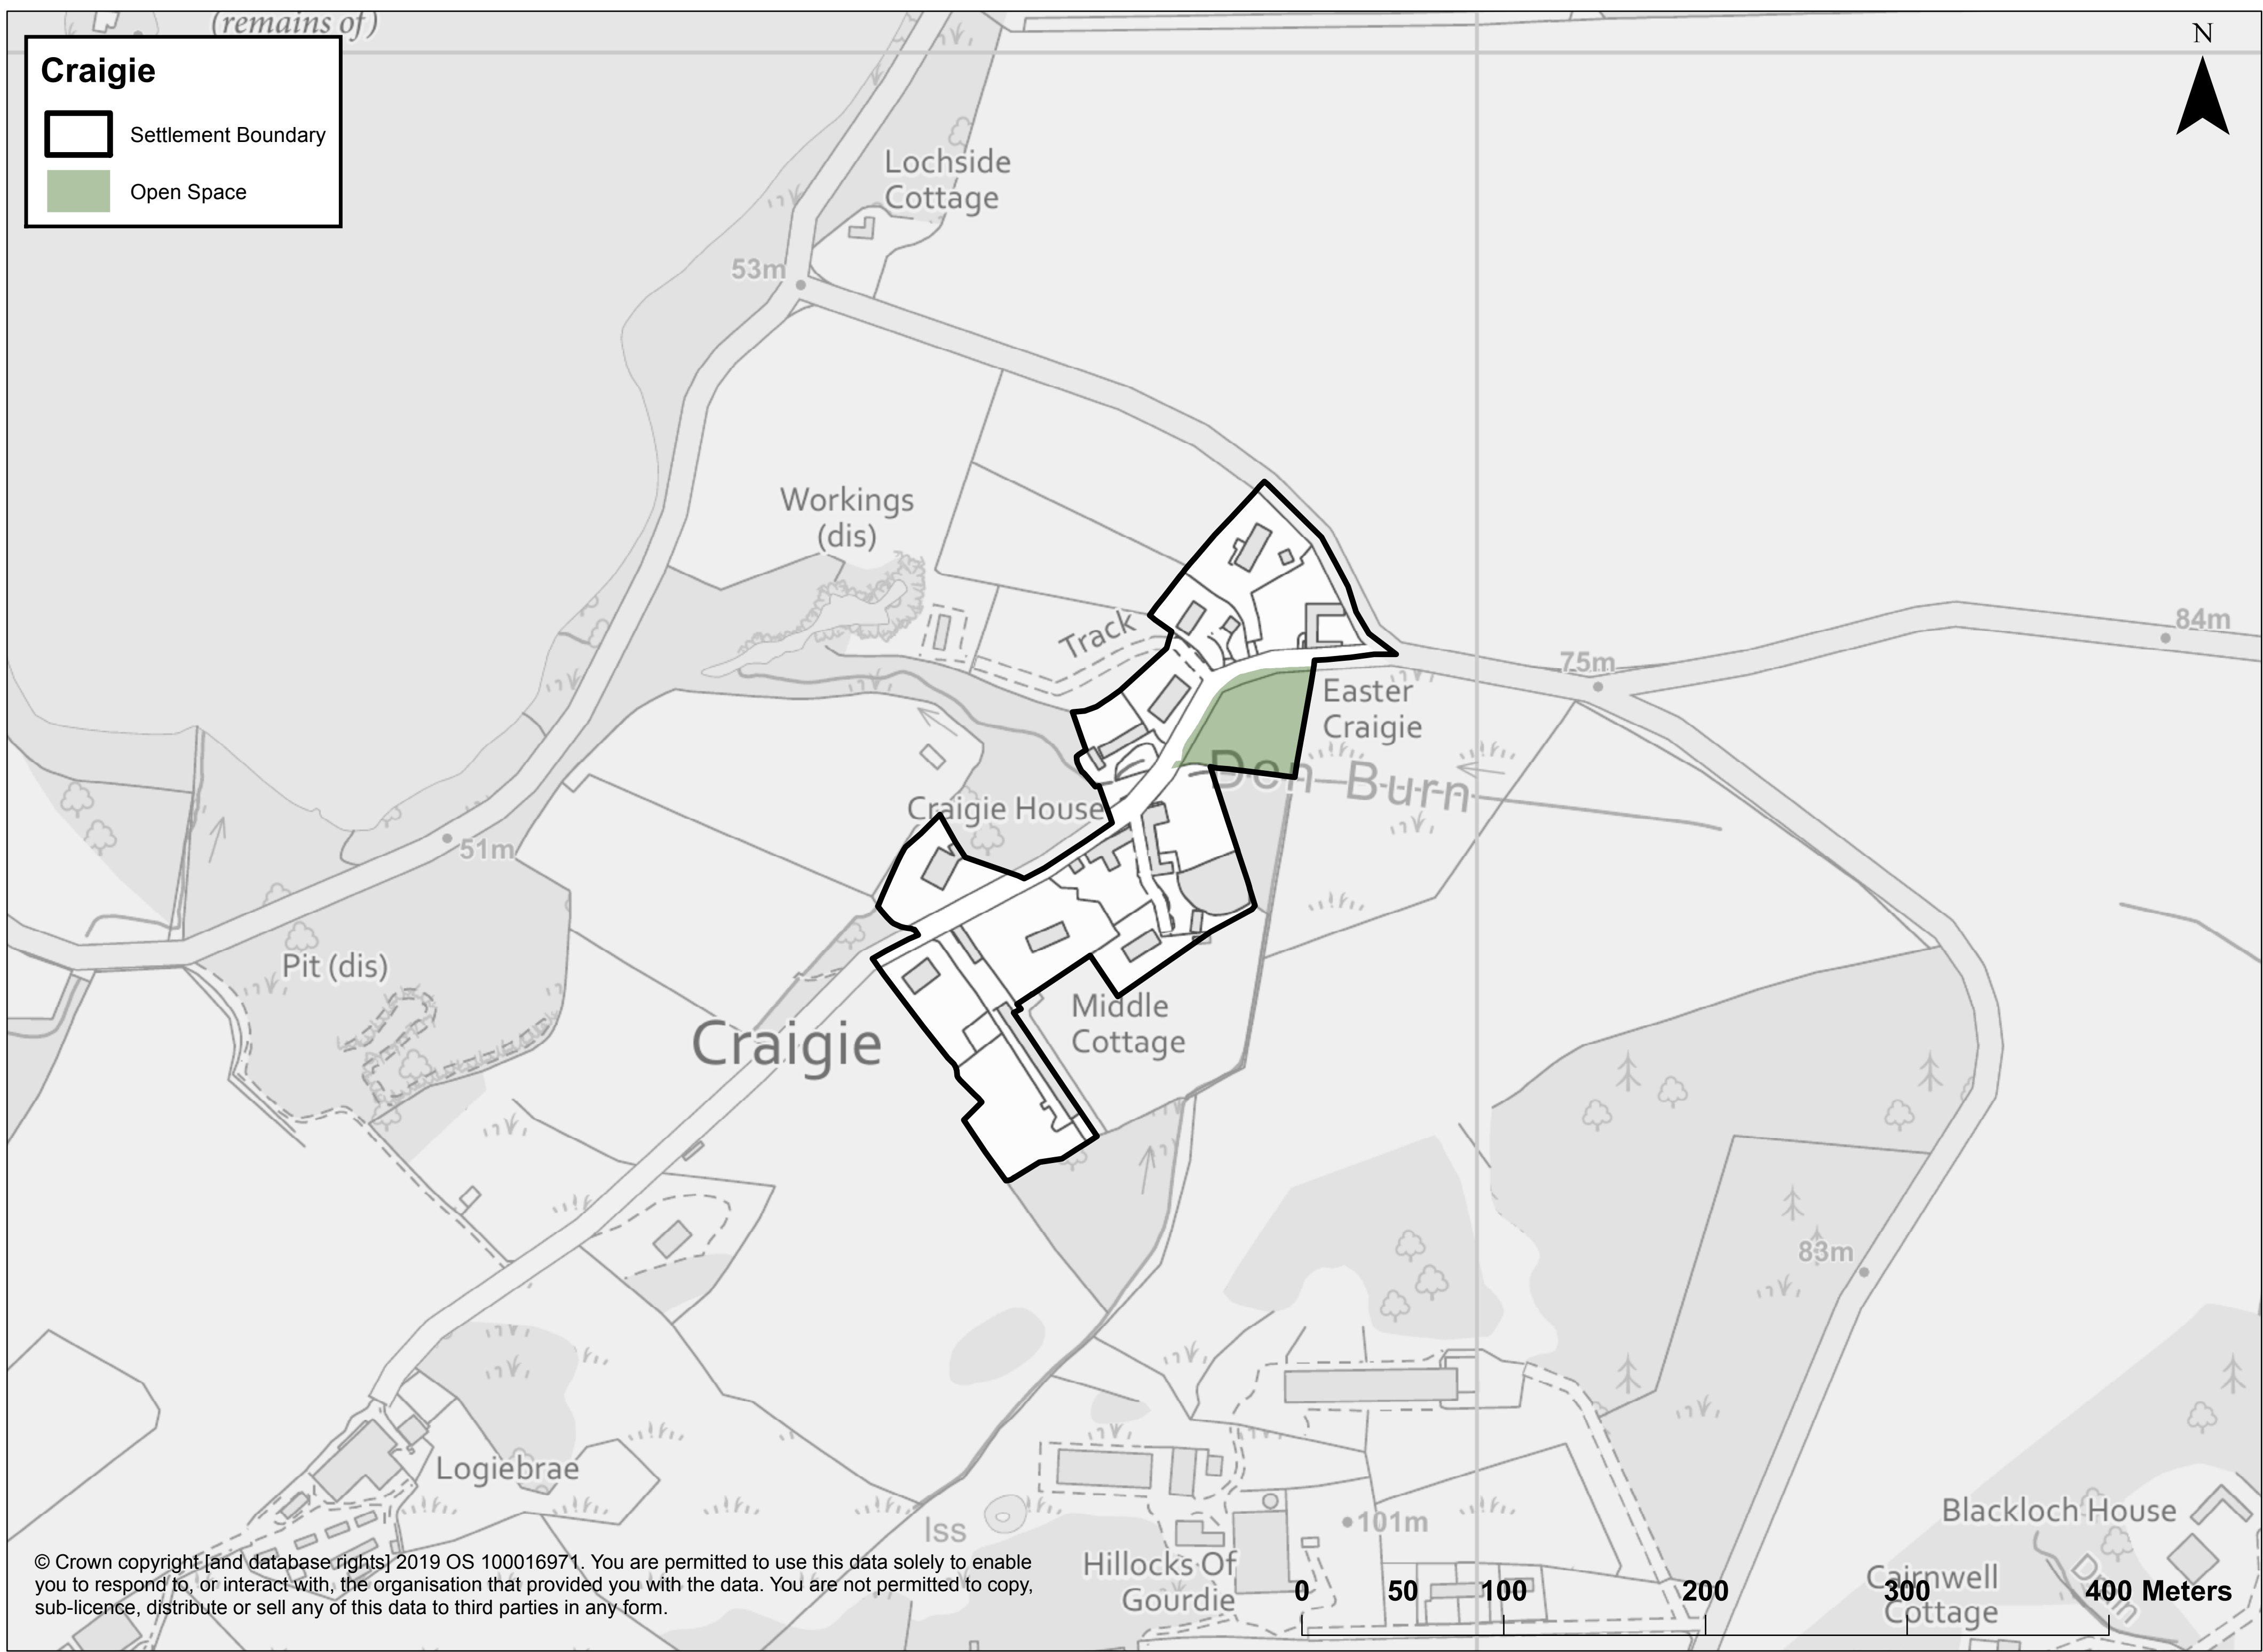 (remains of)
Craigie
Settlement Boundary
Open Space
N
Lochside
Cottage
53m
Workings
(dis)
Track
84m
75m
Easter
Craigie
Den Burn
Craigie House
51m
Pit (dis)
Middle
Cottage
Craigie
83m
Logiebrae
Iss
101m
Blackloch House
Hillocks Of
Gourdie
Cairnwell
Cottage
Drain
© Crown copyright [and database rights] 2019 OS 100016971. You are permitted to use this data solely to enable
you to respond to, or interact with, the organisation that provided you with the data. You are not permitted to copy,
sub-licence, distribute or sell any of this data to third parties in any form.
0 50 100 200 300 400 Meters